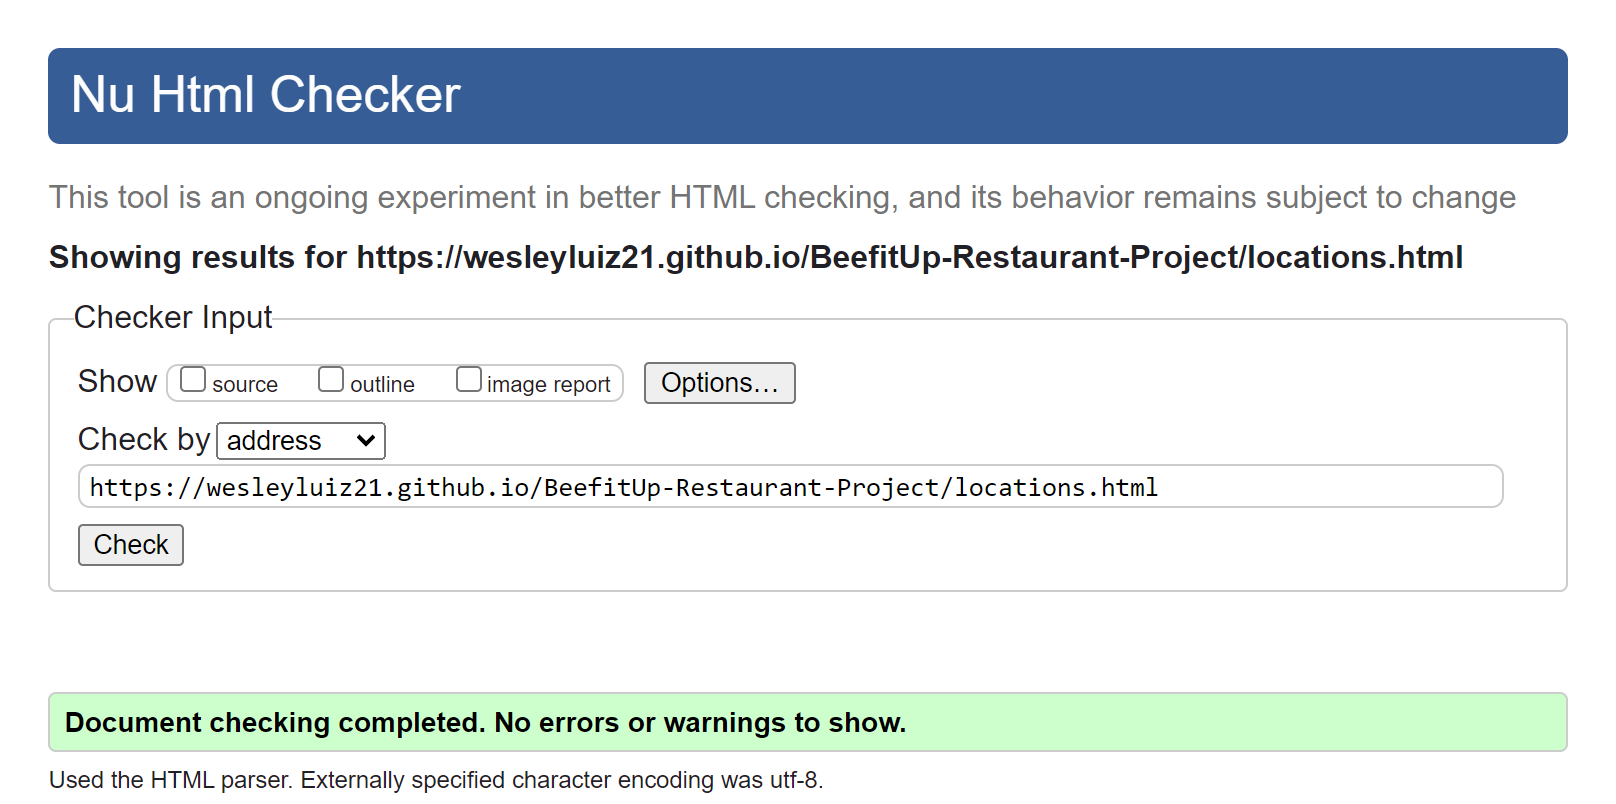 Nu Html Checker
This tool is an ongoing experiment in better HTML checking, and its behavior remains subject to change
Showing results for https://wesleyluiz21.github.io/BeefitUp-Restaurant-Project/locations.html
Checker Input
Show source outline image report Options...
Check by address
https://wesleyluiz21.github.io/BeefitUp-Restaurant-Project/locations.html
Check
Document checking completed. No errors or warnings to show.
Used the HTML parser. Externally specified character encoding was utf-8.